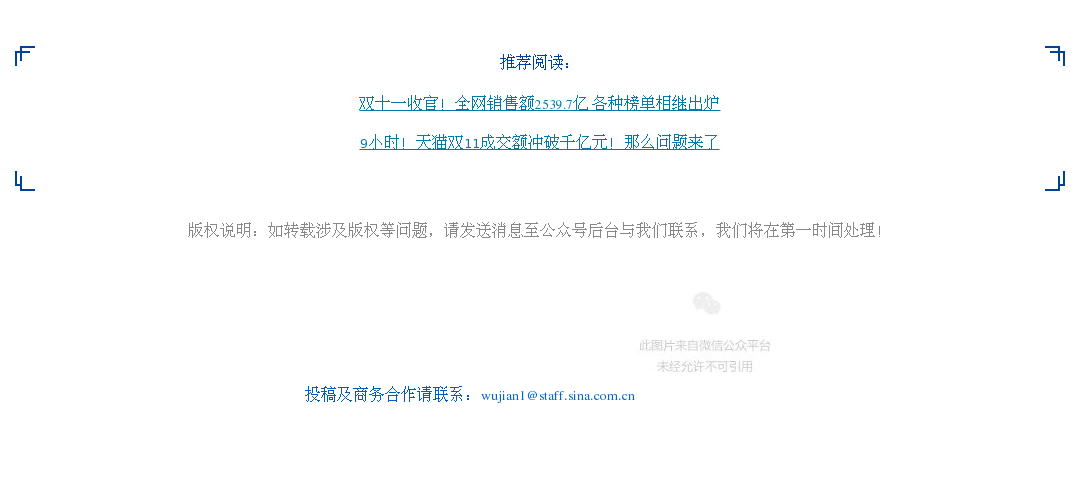 推荐阅读：
双十一收官！全网销售额2539.7亿 各种榜单相继出炉
9小时！天猫双11成交额冲破千亿元！那么问题来了
版权说明：如转载涉及版权等问题，请发送消息至公众号后台与我们联系，我们将在第一时间处理！
此图片来自微信公众平台
未经允许不可引用
投稿及商务合作请联系：wujian1@staff.sina.com.cn